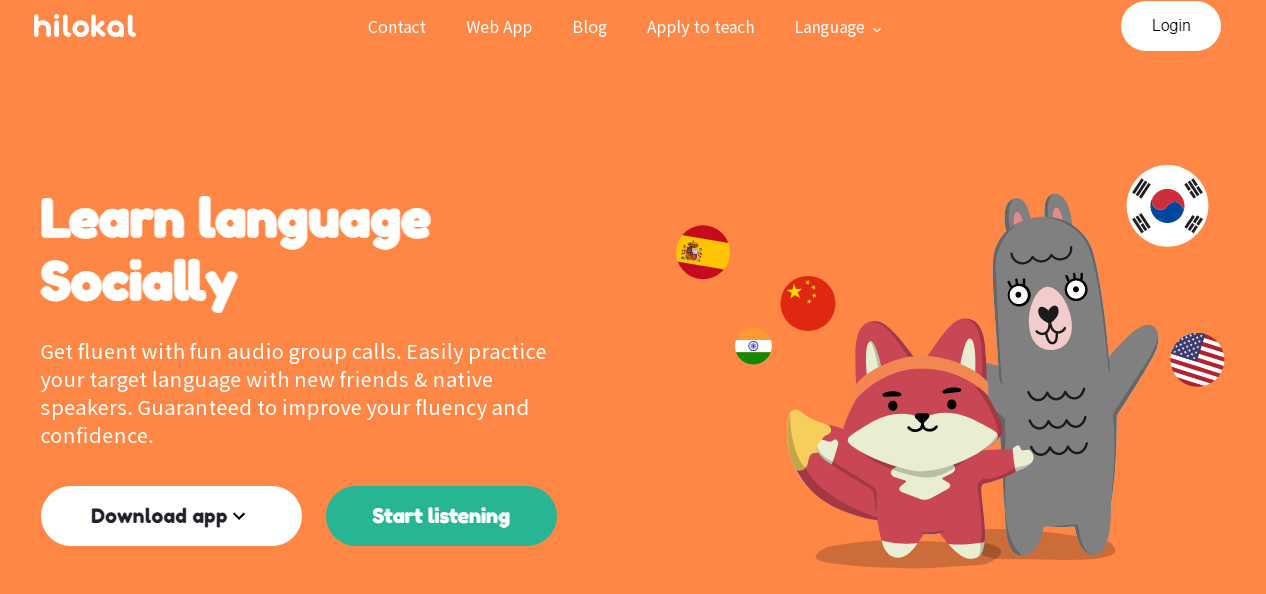 hilokal
Contact
Web App
Blog
Apply to teach
Language
Login
Learn language
Socially
Get fluent with fun audio group calls. Easily practice
your target language with new friends & native
speakers. Guaranteed to improve your fluency and
confidence.
Download app
Start listening